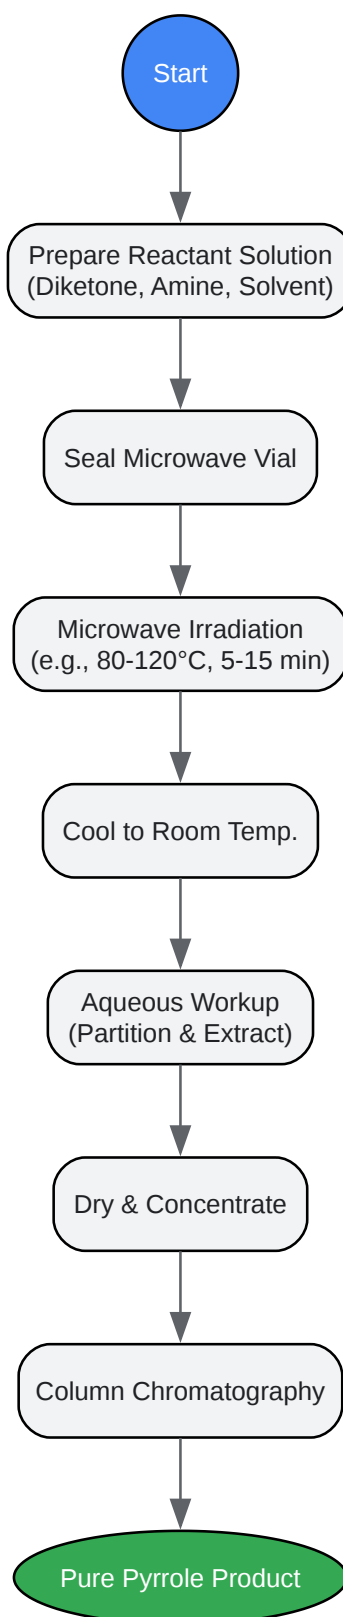 Start
Prepare Reactant Solution
(Diketone, Amine, Solvent)
Seal Microwave Vial
Microwave Irradiation
(e.g., 80-120°C, 5-15 min)
Cool to Room Temp.
Aqueous Workup
(Partition & Extract)
Dry & Concentrate
Column Chromatography
Pure Pyrrole Product